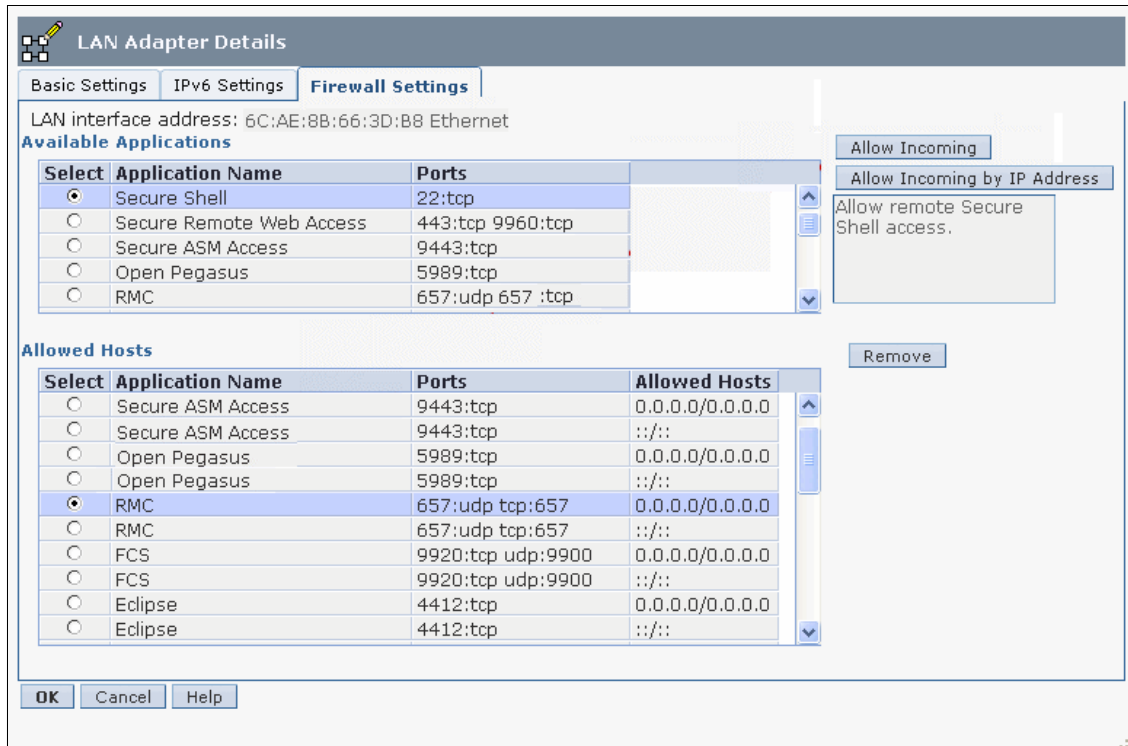 LAN Adapter Details
Basic Settings IPv6 Settings Firewall Settings
LAN interface address: 6C:AE:8B:66:3D:B8 Ethernet
Available Applications
Allow Incoming
Select Application Name Ports
Allow Incoming by IP Address
Secure Shell 22:tcp
Secure Remote Web Access 443:tcp 9960:tcp
Secure ASM Access 9443:tcp
Open Pegasus 5989:tcp
RMC 657:udp 657 :tcp
Allow remote Secure
Shell access.
Allowed Hosts
Remove
Select Application Name Ports Allowed Hosts
Secure ASM Access 9443:tcp 0.0.0.0/0.0.0.0
Secure ASM Access 9443:tcp ::/::
Open Pegasus 5989:tcp 0.0.0.0/0.0.0.0
Open Pegasus 5989:tcp ::/::
RMC 657:udp tcp:657 0.0.0.0/0.0.0.0
RMC 657:udp tcp:657 ::/::
FCS 9920:tcp udp:9900 0.0.0.0/0.0.0.0
FCS 9920:tcp udp:9900 ::/::
Eclipse 4412:tcp 0.0.0.0/0.0.0.0
Eclipse 4412:tcp ::/::
OK Cancel Help